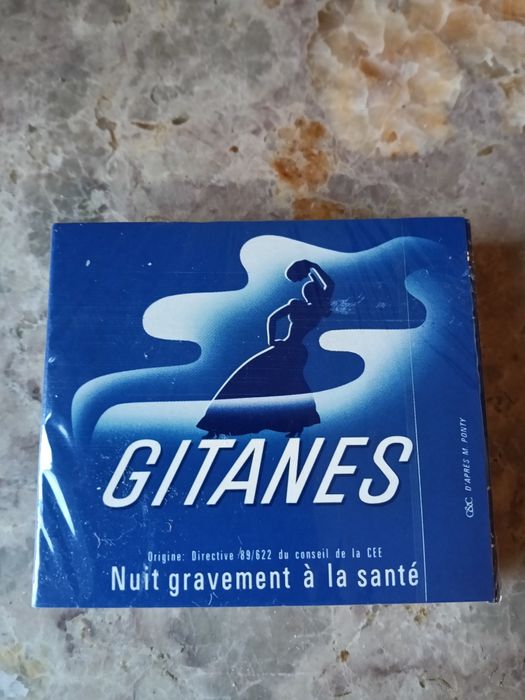 GITANES
Origine: Directive 89/622 du conseil de la CEE
Nuit gravement à la santé
D'APRES M. PONTY